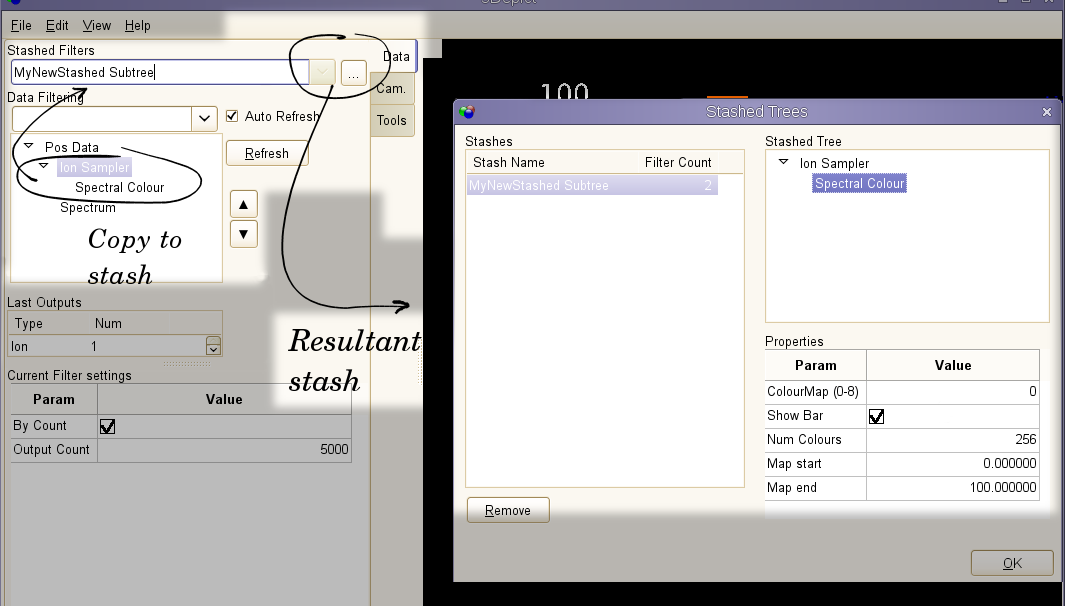 3Depict
File Edit View Help
Stashed Filters
MyNewStashed Subtree
...
Data
Cam.
Tools
Data Filtering
Auto Refresh
Pos Data
Ion Sampler
Spectral Colour
Spectrum
Refresh
Copy to
stash
Last Outputs
Type Num
Ion 1
Resultant
stash
Current Filter settings
Param Value
By Count
Output Count 5000
100
Stashed Trees
Stashes
Stash Name Filter Count
MyNewStashed Subtree 2
Remove
Stashed Tree
Ion Sampler
Spectral Colour
Properties
Param Value
ColourMap (0-8) 0
Show Bar
Num Colours 256
Map start 0.000000
Map end 100.000000
OK